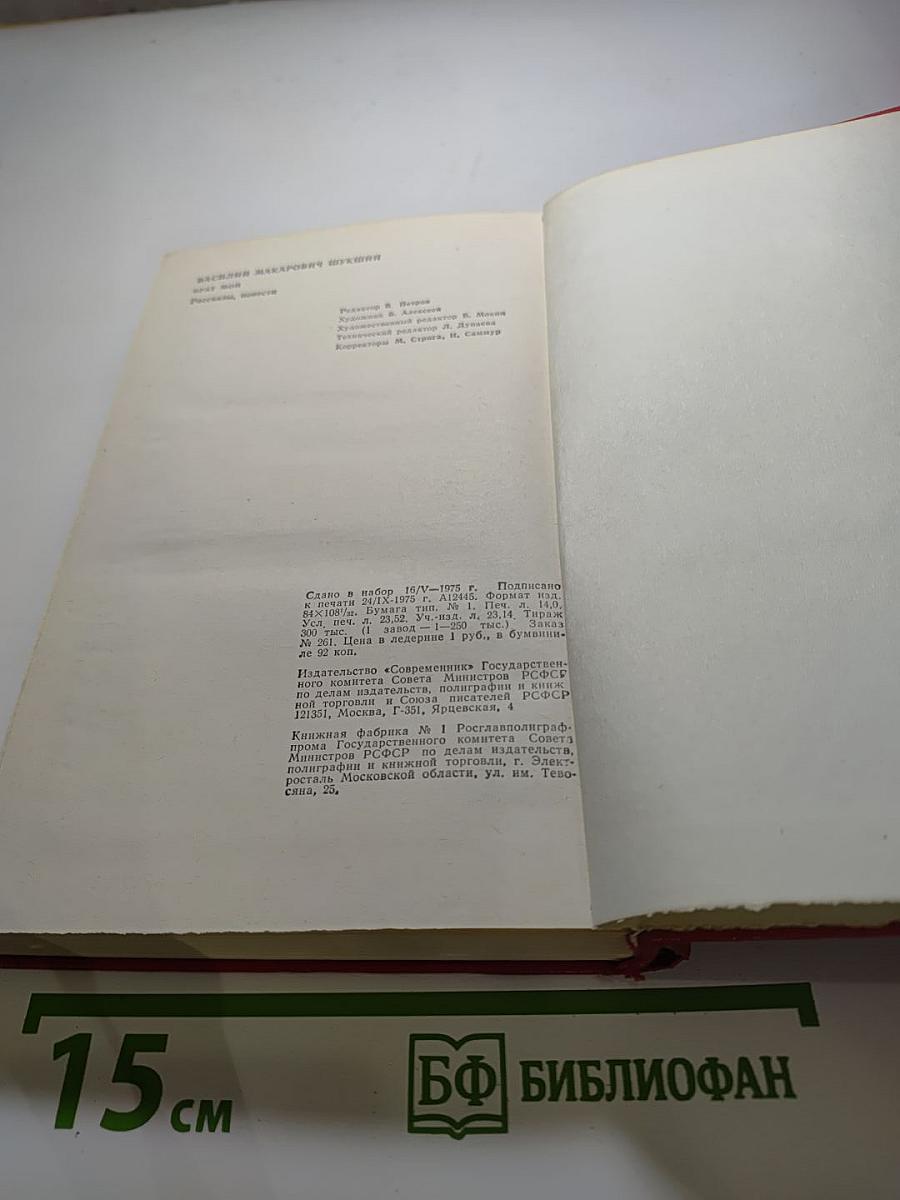 ВАСИЛИЙ МАКАРОВИЧ ШУКШИН
БРАТ МОЙ
Рассказы, повести
Редактор В. Петров
Художник В. Алексеев
Художественный редактор Б. Мокин
Технический редактор Л. Дунаева
Корректоры М. Стрига, Н. Саммур
Сдано в набор 16/V—1975 г. Подписано
к печати 24/IX-1975 г. А12445. Формат изд.
84×108¹/₃₂. Бумага тип. № 1. Печ. л. 14,0.
Усл. печ. л. 23,52. Уч.-изд. л. 23,14. Тираж
300 тыс. (1 завод — 1—250 тыс.) Заказ
№ 261. Цена в ледерине 1 руб., в бумвини-
ле 92 коп.
Издательство «Современник» Государствен-
ного комитета Совета Министров РСФСР
по делам издательств, полиграфии и книж
ной торговли и Союза писателей РСФСР
121351, Москва, Г-351, Ярцевская, 4
Книжная фабрика № 1 Росглавполиграф-
прома Государственного комитета Совета
Министров РСФСР по делам издательств,
полиграфии и книжной торговли, г. Элект-
росталь Московской области, ул. им. Тево-
сяна, 25.
15 см
БФ БИБЛИОФАН